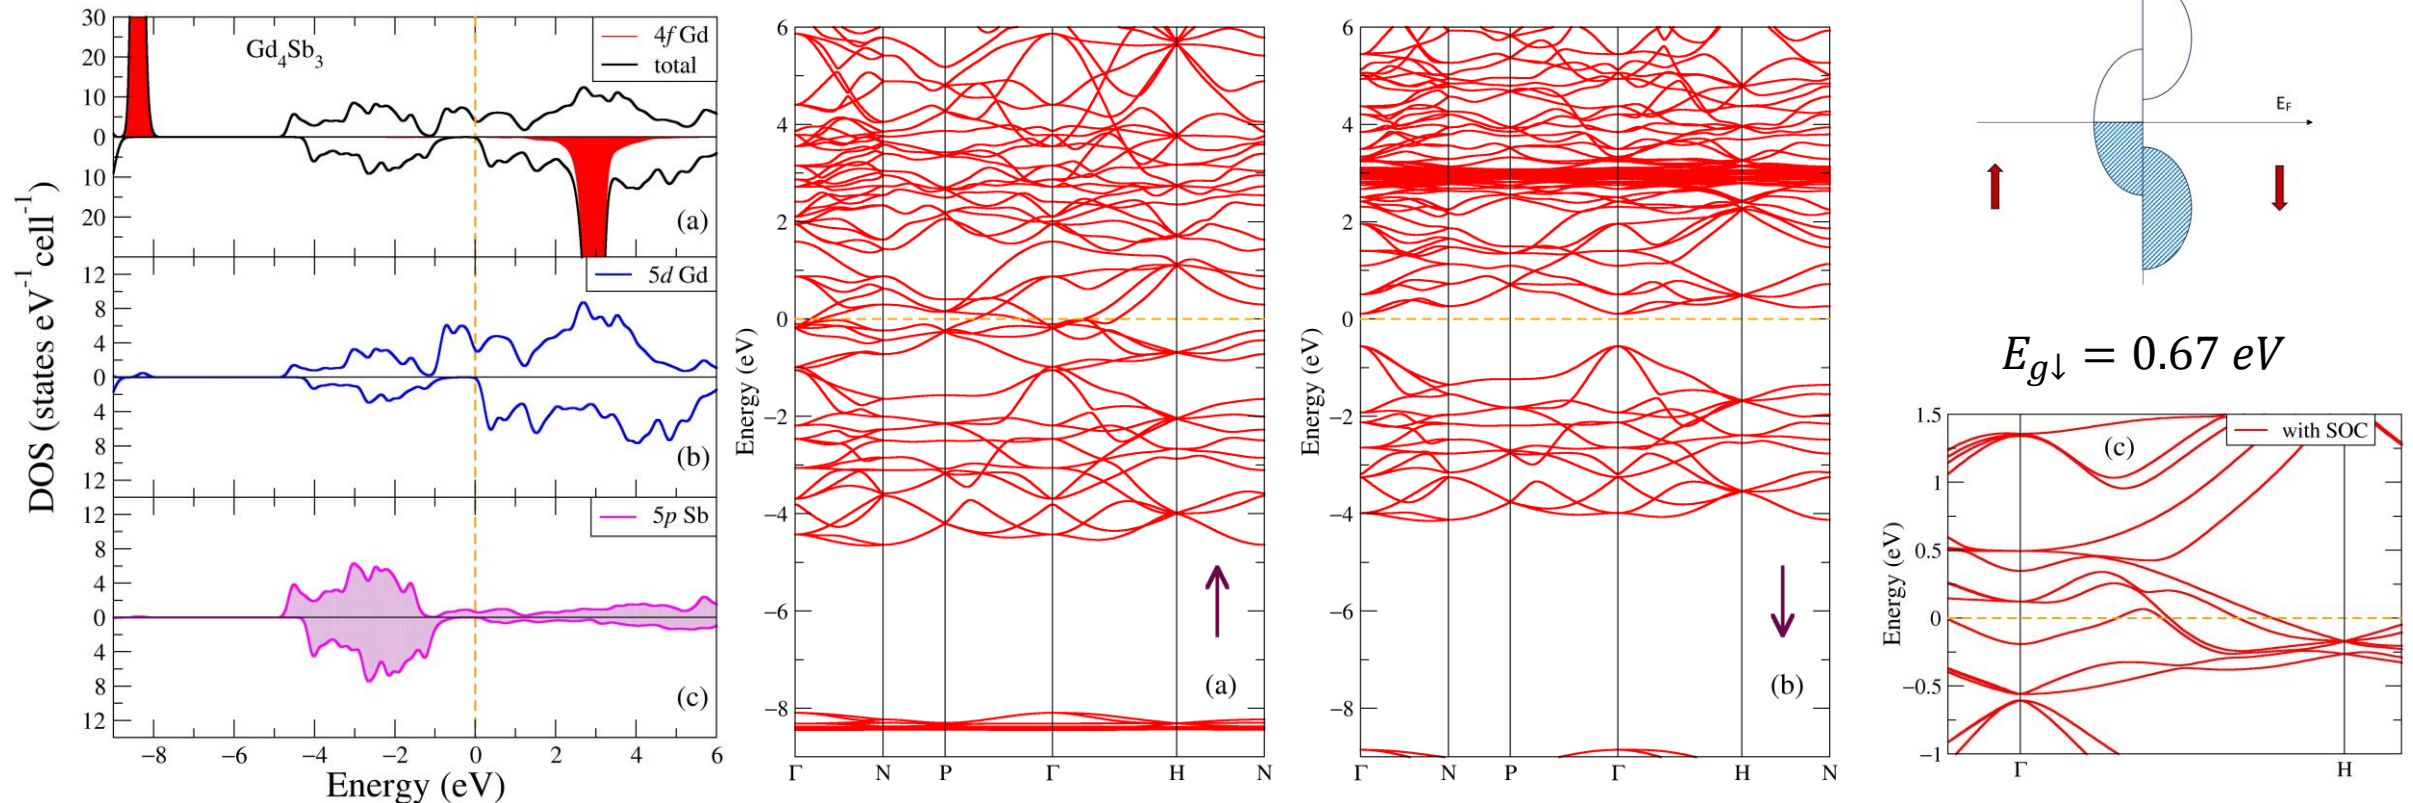 DOS (states eV⁻¹ cell⁻¹)
30
20
10
0
10
20
Gd₄Sb₃
4f Gd
total
(a)
12
8
4
0
4
8
12
5d Gd
(b)
12
8
4
0
4
8
12
5p Sb
(c)
−8 −6 −4 −2 0 2 4 6
Energy (eV)
Energy (eV)
6
4
2
0
−2
−4
−6
−8
(a)
Γ N P Γ H N
Energy (eV)
6
4
2
0
−2
−4
−6
−8
(b)
Γ N P Γ H N
E_F
E_g↓ = 0.67 eV
Energy (eV)
1.5
1
0.5
0
−0.5
−1
(c)
with SOC
Γ H